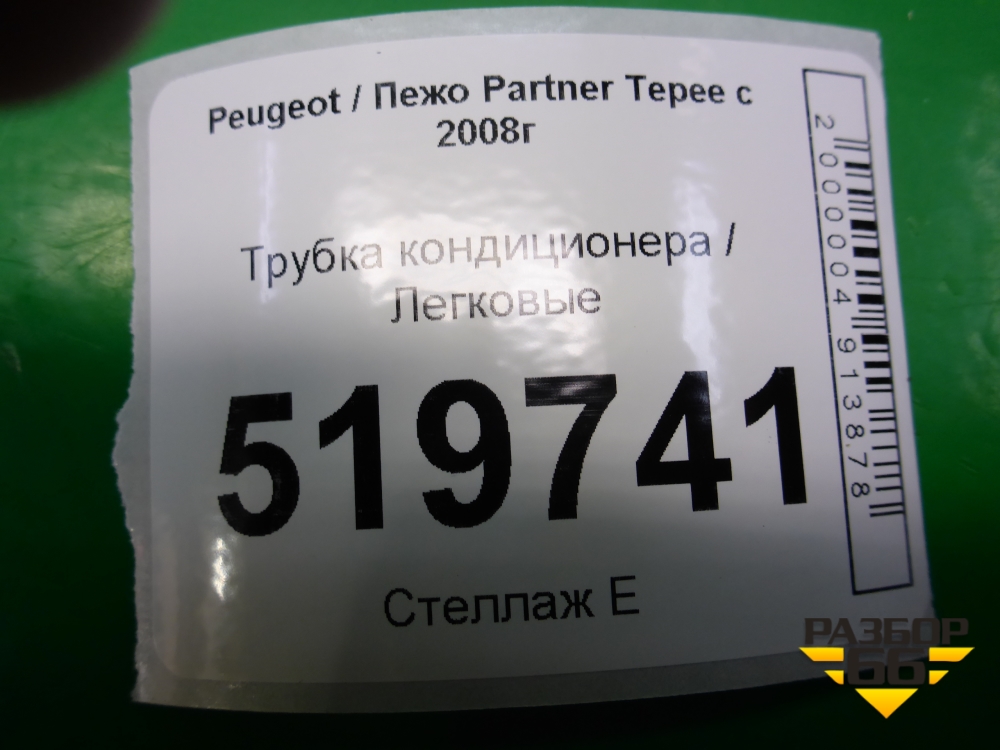 Peugeot / Пежо Partner Tepee с
2008г
Трубка кондиционера /
Легковые
519741
Стеллаж Е
2000004913878
РАЗБОР
66